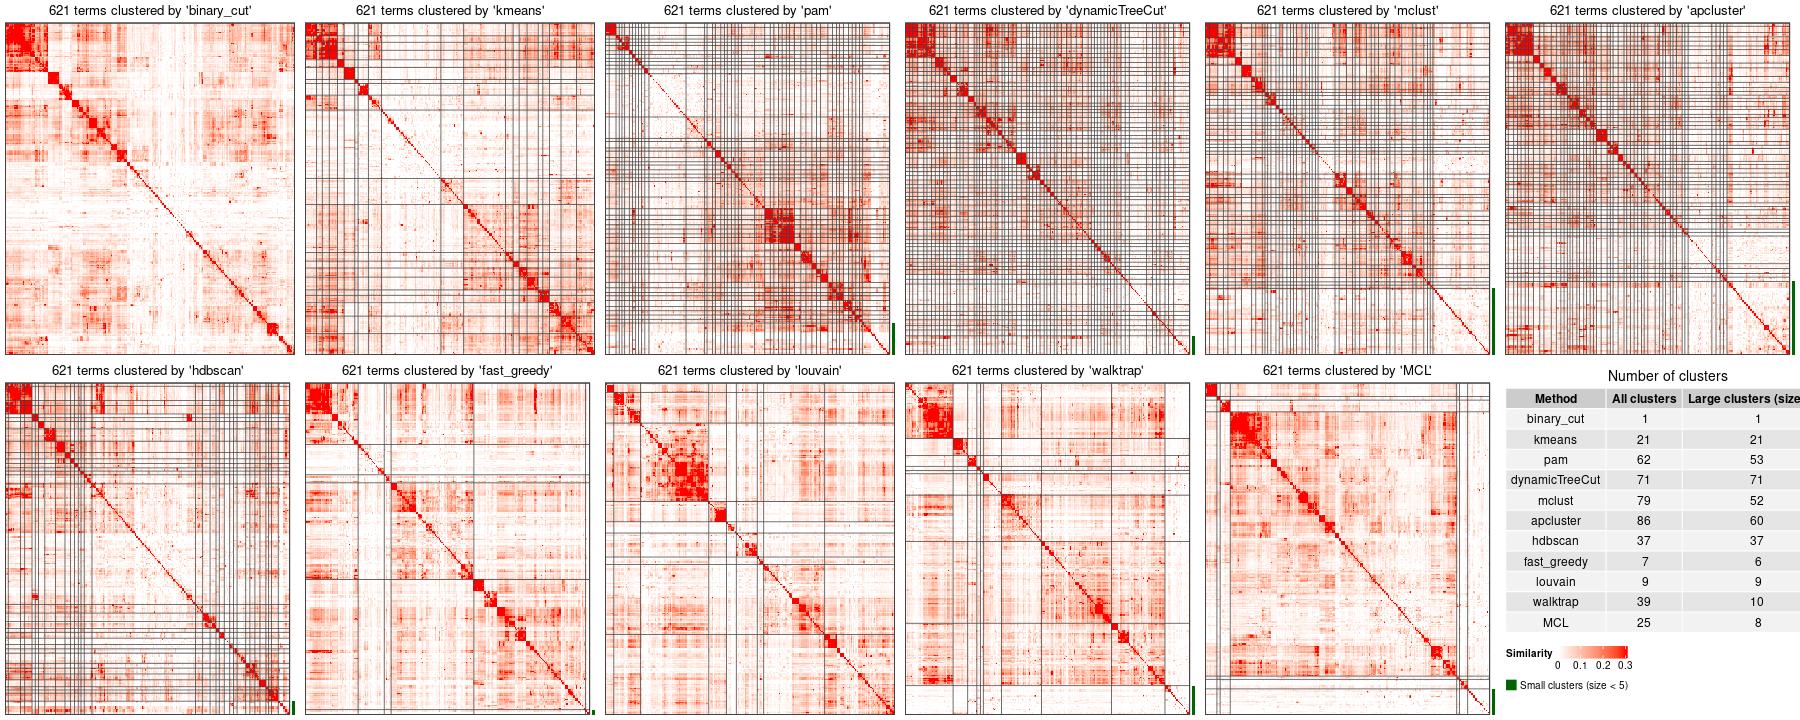 621 terms clustered by 'binary_cut'
621 terms clustered by 'kmeans'
621 terms clustered by 'pam'
621 terms clustered by 'dynamicTreeCut'
621 terms clustered by 'mclust'
621 terms clustered by 'apcluster'
621 terms clustered by 'hdbscan'
621 terms clustered by 'fast_greedy'
621 terms clustered by 'louvain'
621 terms clustered by 'walktrap'
621 terms clustered by 'MCL'
Number of clusters
Method All clusters Large clusters (size
binary_cut 1 1
kmeans 21 21
pam 62 53
dynamicTreeCut 71 71
mclust 79 52
apcluster 86 60
hdbscan 37 37
fast_greedy 7 6
louvain 9 9
walktrap 39 10
MCL 25 8
Similarity
0 0.1 0.2 0.3
Small clusters (size < 5)